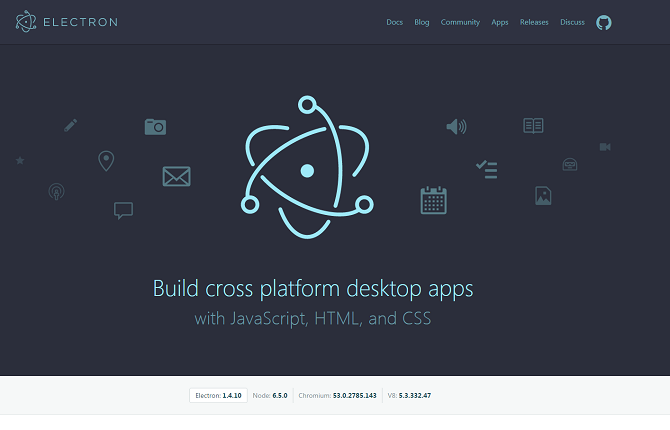 ELECTRON
Docs Blog Community Apps Releases Discuss
Build cross platform desktop apps
with JavaScript, HTML, and CSS
Electron: 1.4.10 Node: 6.5.0 Chromium: 53.0.2785.143 V8: 5.3.332.47